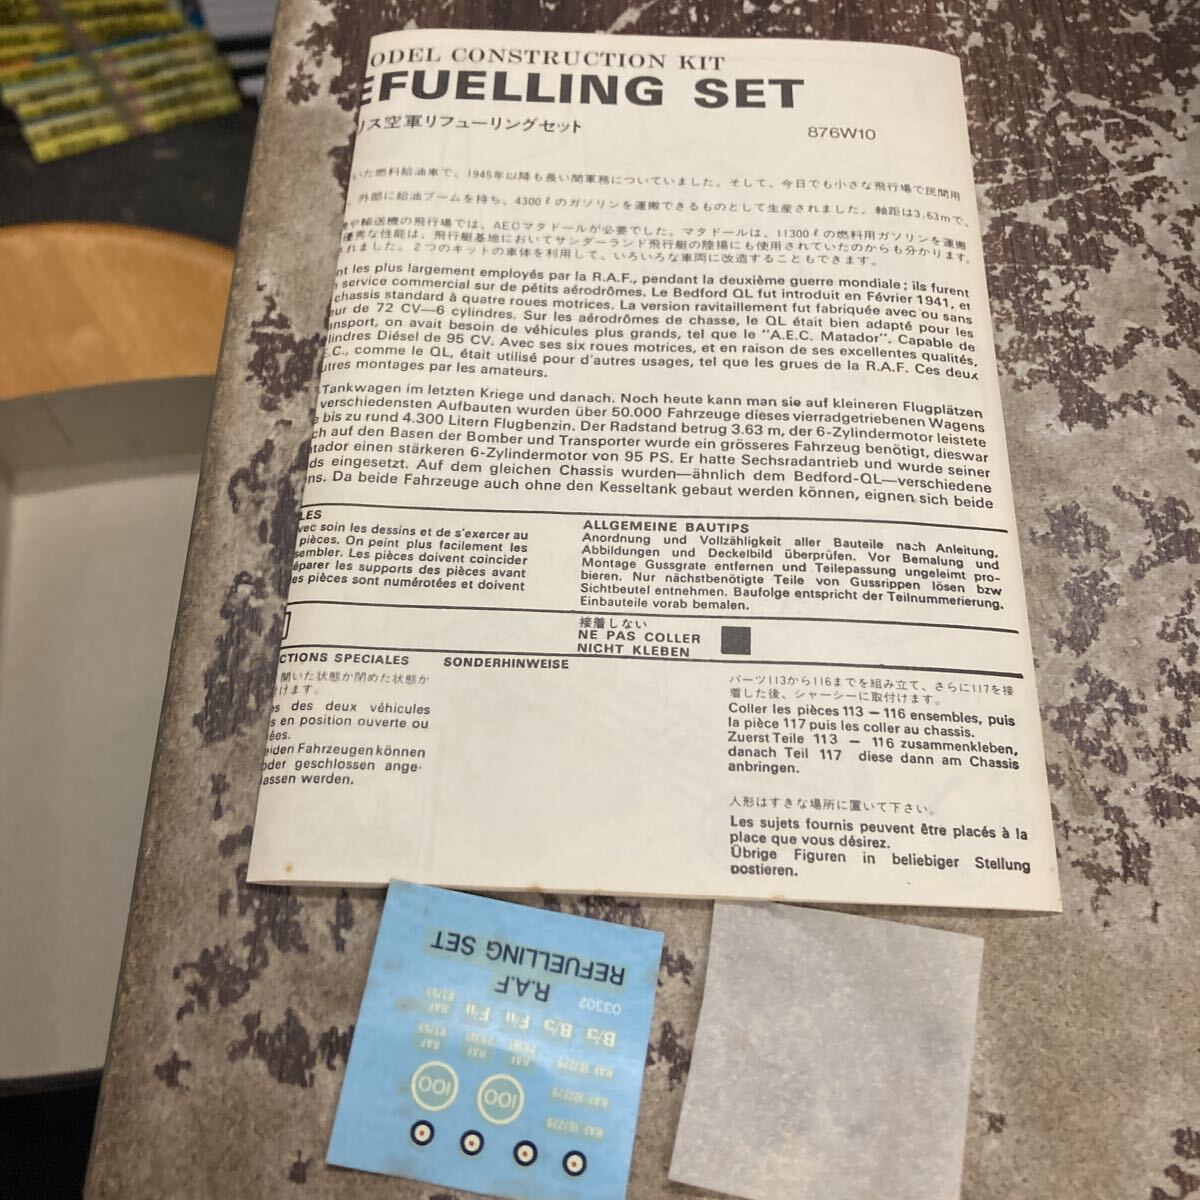 ODEL CONSTRUCTION KIT
EFUELLING SET
リス空軍リフューリングセット
876W10
いた燃料給油車で、1945年以降も長い間軍務についていました。そして、今日でも小さな飛行場で民間用
、外部に給油ブームを持ち、4300ℓのガソリンを運搬できるものとして生産されました。軸距は3.63mで、
や輸送機の飛行場では、AECマタドールが必要でした。マタドールは、11300ℓの燃料用ガソリンを運搬
優秀な性能は、飛行艇基地においてサンダーランド飛行艇の陸揚にも使用されていたのからも分かります。
れました。2つのキットの車体を利用して、いろいろな車両に改造することもできます。
nt les plus largement employés par la R.A.F., pendant la deuxième guerre mondiale; ils furent
service commercial sur de pétits aérodrômes. Le Bedford QL fut introduit en Février 1941, et
chassis standard à quatre roues motrices. La version ravitaillement fut fabriquée avec ou sans
ur de 72 CV—6 cylindres. Sur les aérodrômes de chasse, le QL était bien adapté pour les
ansport, on avait besoin de véhicules plus grands, tel que le "A.E.C. Matador". Capable de
lindres Diésel de 95 CV. Avec ses six roues motrices, et en raison de ses excellentes qualités,
E.C., comme le QL, était utilisé pour d'autres usages, tel que les grues de la R.A.F. Ces deux
utres montages par les amateurs.
Tankwagen im letzten Kriege und danach. Noch heute kann man sie auf kleineren Flugplätzen
verschiedensten Aufbauten wurden über 50.000 Fahrzeuge dieses vierradgetriebenen Wagens
e bis zu rund 4.300 Litern Flugbenzin. Der Radstand betrug 3.63 m, der 6-Zylindermotor leistete
ch auf den Basen der Bomber und Transporter wurde ein grösseres Fahrzeug benötigt, dieswar
tador einen stärkeren 6-Zylindermotor von 95 PS. Er hatte Sechsradantrieb und wurde seiner
ds eingesetzt. Auf dem gleichen Chassis wurden—ähnlich dem Bedford-QL—verschiedene
ns. Da beide Fahrzeuge auch ohne den Kesseltank gebaut werden können, eignen sich beide
LES
vec soin les dessins et de s'exercer au
pièces. On peint plus facilement les
sembler. Les pièces doivent coincider
éparer les supports des pièces avant
es pièces sont numérotées et doivent
ALLGEMEINE BAUTIPS
Anordnung und Vollzähligkeit aller Bauteile nach Anleitung,
Abbildungen und Deckelbild überprüfen. Vor Bemalung und
Montage Gussgrate entfernen und Teilepassung ungeleimt pro-
bieren. Nur nächstbenötigte Teile von Gussrippen lösen bzw
Sichtbeutel entnehmen. Baufolge entspricht der Teilnummerierung.
Einbauteile vorab bemalen.
接着しない
NE PAS COLLER
NICHT KLEBEN
CTIONS SPECIALES SONDERHINWEISE
開いた状態か閉めた状態か
けます。
es des deux véhicules
s en position ouverte ou
ées.
eiden Fahrzeugen können
oder geschlossen ange-
assen werden.
パーツ113から116までを組み立て、さらに117を接
着した後、シャーシーに取付けます。
Coller les pièces 113 – 116 ensembles, puis
la pièce 117 puis les coller au chassis.
Zuerst Teile 113 – 116 zusammenkleben,
danach Teil 117 diese dann am Chassis
anbringen.
人形はすきな場所に置いて下さい。
Les sujets fournis peuvent être placés à la
place que vous désirez.
Übrige Figuren in beliebiger Stellung
postieren.
R.A.F
REFUELLING SET
03302
B/5 B/5 F/11 F/11
RAF 83755
RAF 83755
RAF 79381
RAF 79381
RAF 107229
RAF 107229
RAF 107229
100 100